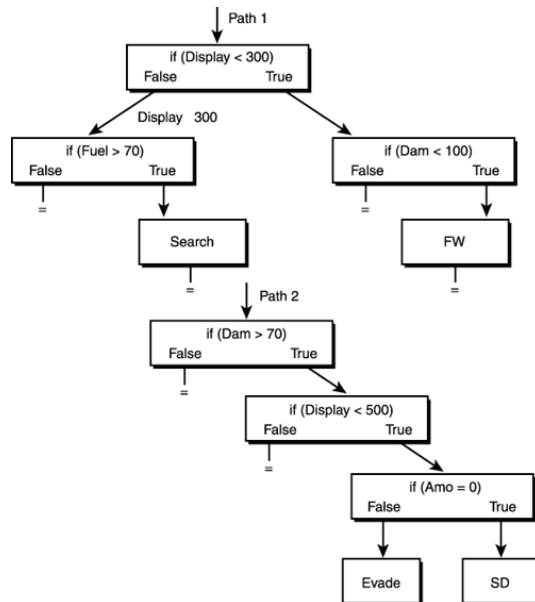 Path 1
if (Display < 300)
False True
Display 300
if (Fuel > 70)
False True
if (Dam < 100)
False True
=
=
Search
FW
=
=
Path 2
if (Dam > 70)
False True
=
if (Display < 500)
False True
=
if (Amo = 0)
False True
Evade
SD